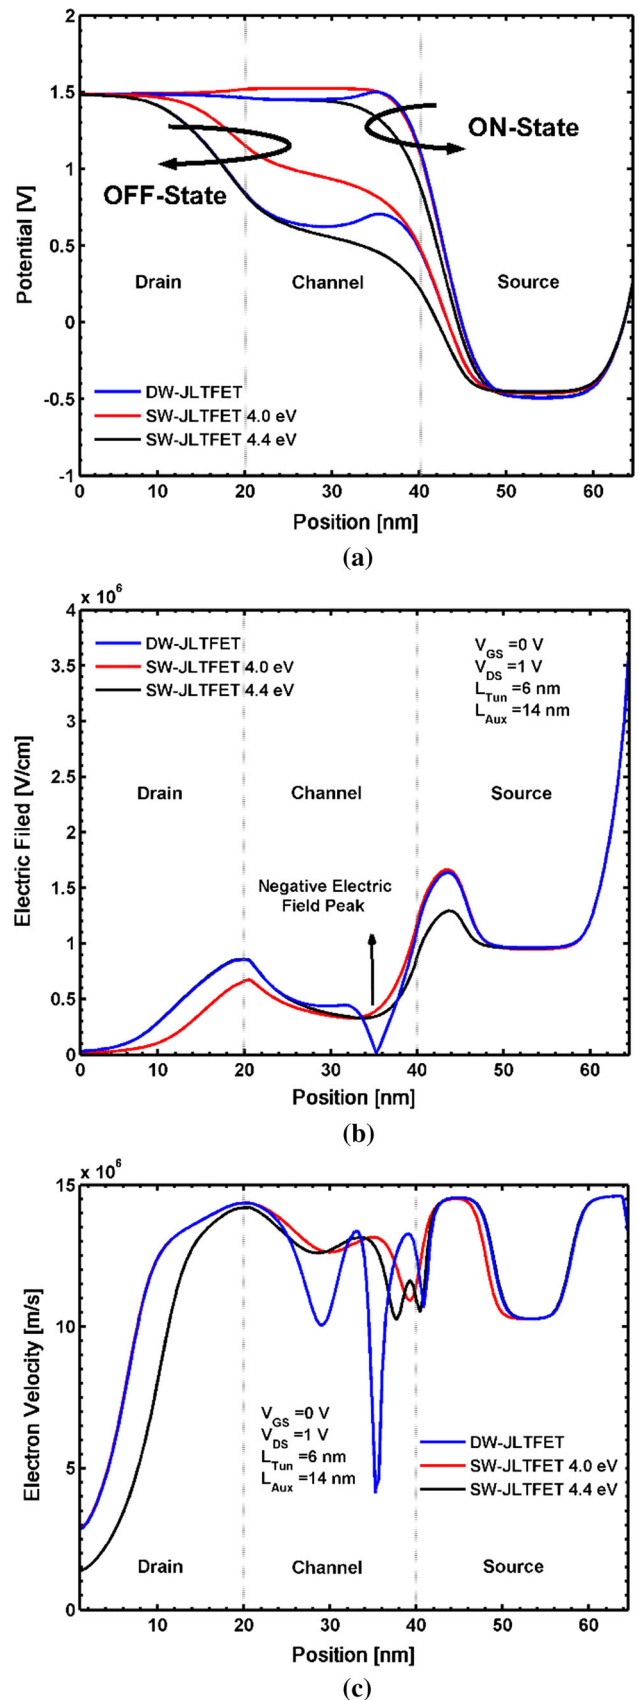 2
1.5
1
0.5
0
-0.5
-1
Potential [V]
ON-State
OFF-State
Drain
Channel
Source
DW-JLTFET
SW-JLTFET 4.0 eV
SW-JLTFET 4.4 eV
0 10 20 30 40 50 60
Position [nm]
(a)
x 10^6
4
3.5
3
2.5
2
1.5
1
0.5
0
Electric Filed [V/cm]
DW-JLTFET
SW-JLTFET 4.0 eV
SW-JLTFET 4.4 eV
V_GS =0 V
V_DS =1 V
L_Tun =6 nm
L_Aux =14 nm
Drain
Channel
Source
Negative Electric
Field Peak
0 10 20 30 40 50 60
Position [nm]
(b)
x 10^6
15
10
5
0
Electron Velocity [m/s]
V_GS =0 V
V_DS =1 V
L_Tun =6 nm
L_Aux =14 nm
DW-JLTFET
SW-JLTFET 4.0 eV
SW-JLTFET 4.4 eV
Drain
Channel
Source
0 10 20 30 40 50 60
Position [nm]
(c)